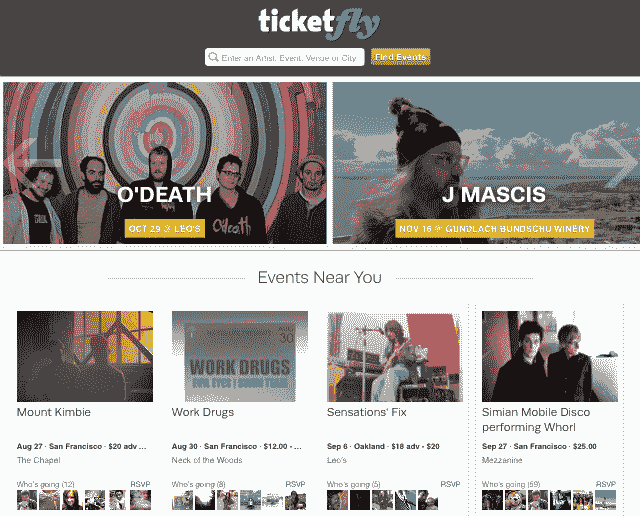 ticketfly
Enter an Artist, Event, Venue or City
Find Events
O'DEATH
OCT 29 @ LEO'S
J MASCIS
NOV 16 @ GUNDLACH BUNDSCHU WINERY
Events Near You
AUG
30
WORK DRUGS
Mount Kimbie
Work Drugs
Sensations' Fix
Simian Mobile Disco
performing Whorl
Aug 27 · San Francisco · $20 adv ...
Aug 30 · San Francisco · $12.00 - ...
Sep 6 · Oakland · $18 adv - $20
Sep 27 · San Francisco · $25.00
The Chapel
Neck of the Woods
Leo's
Mezzanine
Who's going (12) RSVP
Who's going (8) RSVP
Who's going (5) RSVP
Who's going (59) RSVP